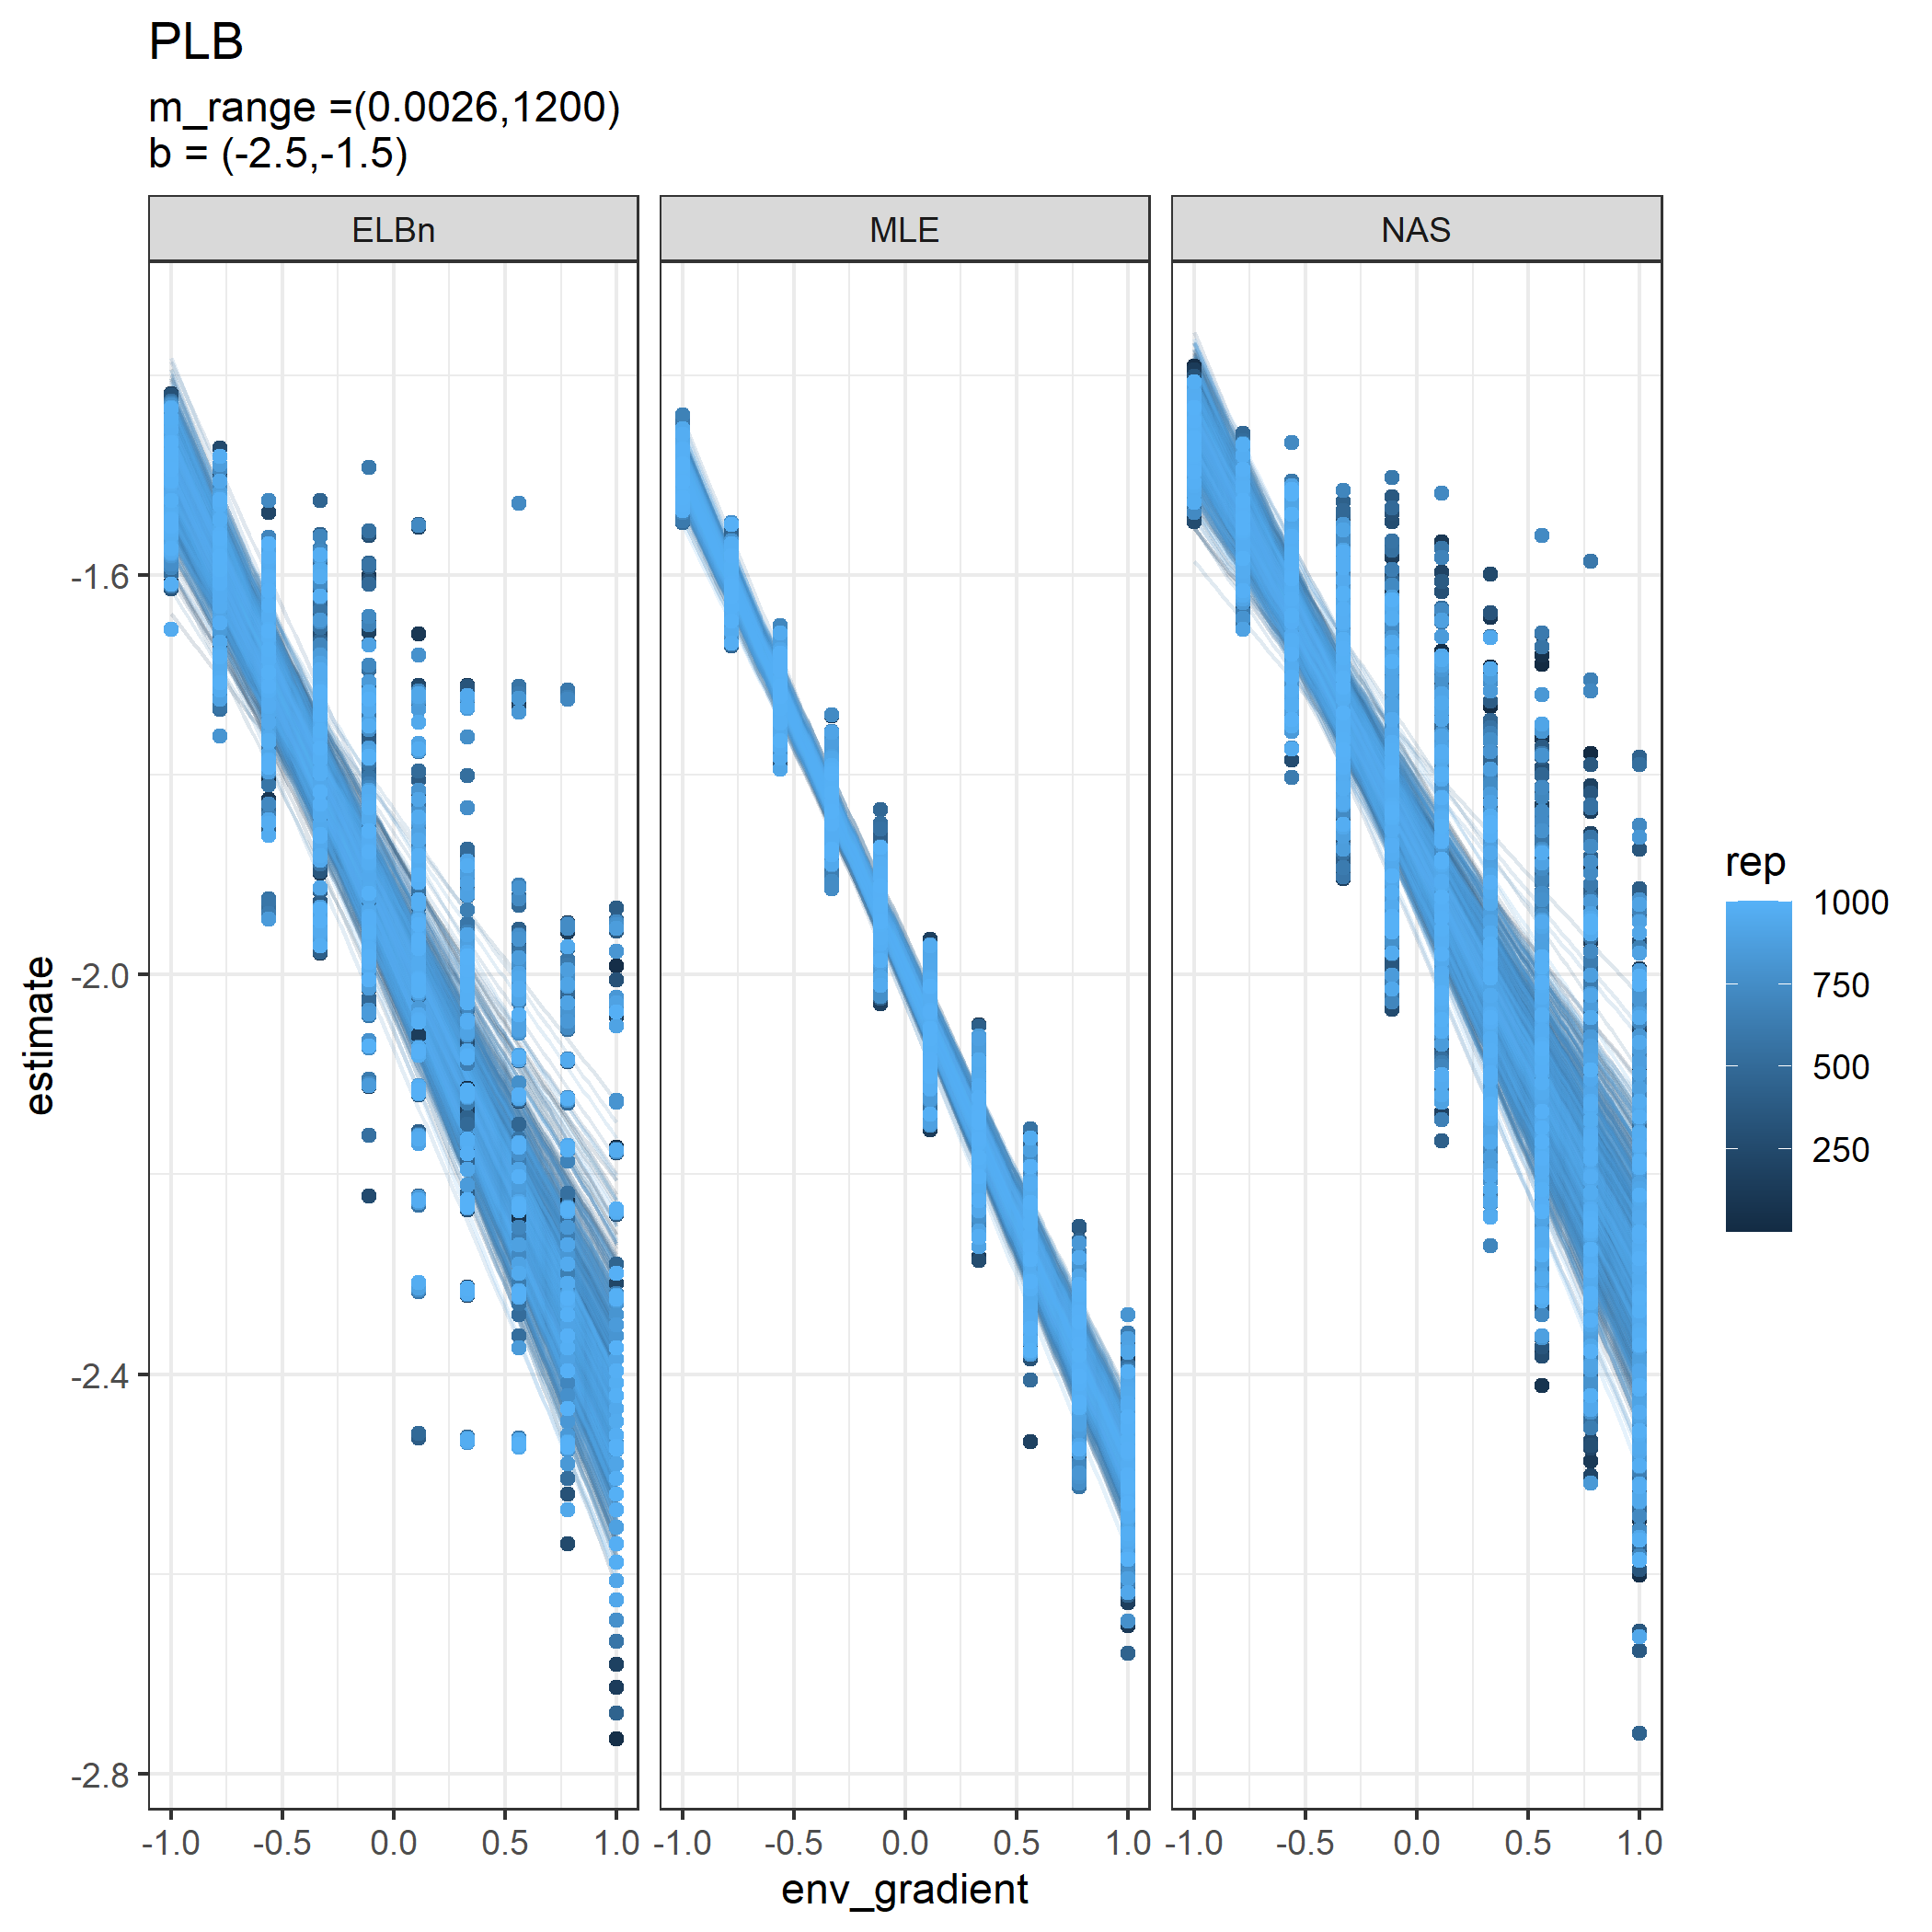 PLB
m_range =(0.0026,1200)
b = (-2.5,-1.5)
ELBn MLE NAS
-1.6
-2.0
-2.4
-2.8
estimate
-1.0 -0.5 0.0 0.5 1.0 -1.0 -0.5 0.0 0.5 1.0 -1.0 -0.5 0.0 0.5 1.0
env_gradient
rep
1000
750
500
250